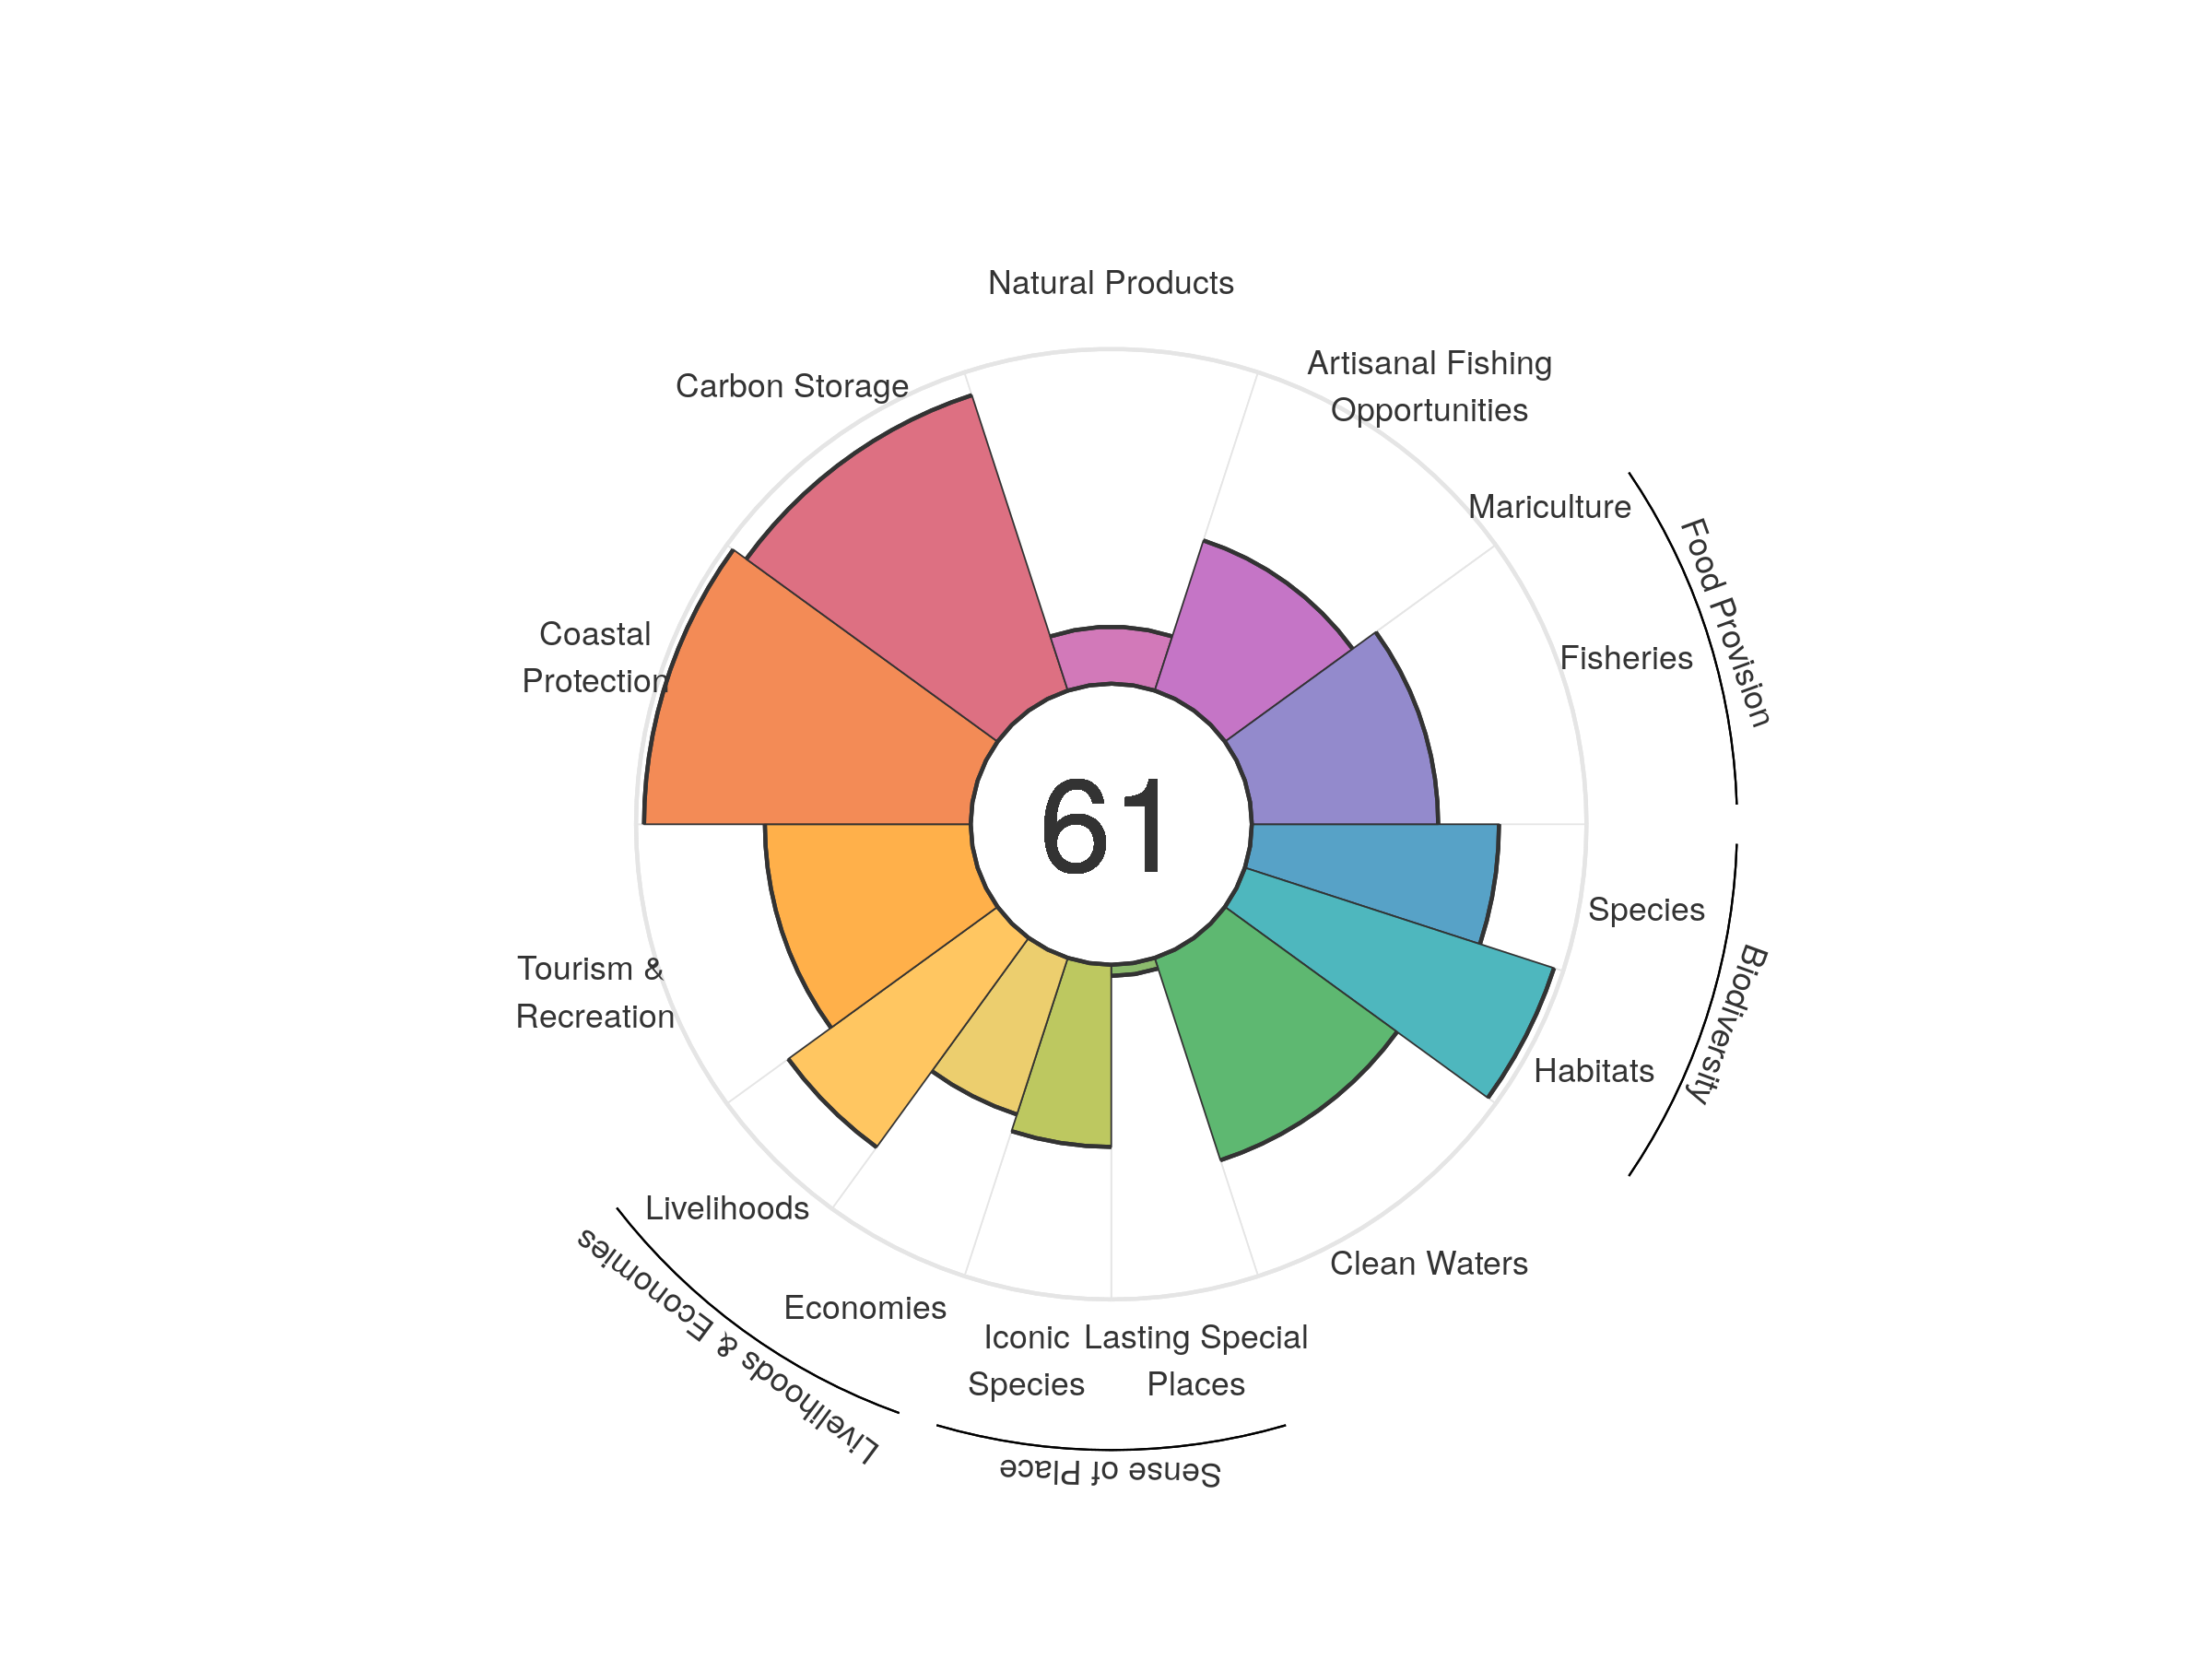 Natural Products
Artisanal Fishing
Opportunities
Carbon Storage
Mariculture
Food Provision
Fisheries
Coastal
Protection
61
Species
Biodiversity
Tourism &
Recreation
Habitats
Livelihoods
Clean Waters
Livelihoods & Economies
Economies
Iconic
Species
Lasting Special
Places
Sense of Place